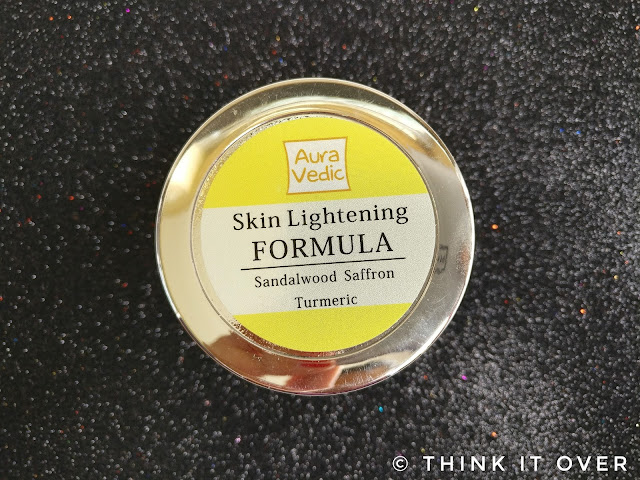 Aura
Vedic
Skin Lightening
FORMULA
Sandalwood Saffron
Turmeric
© THINK IT OVER